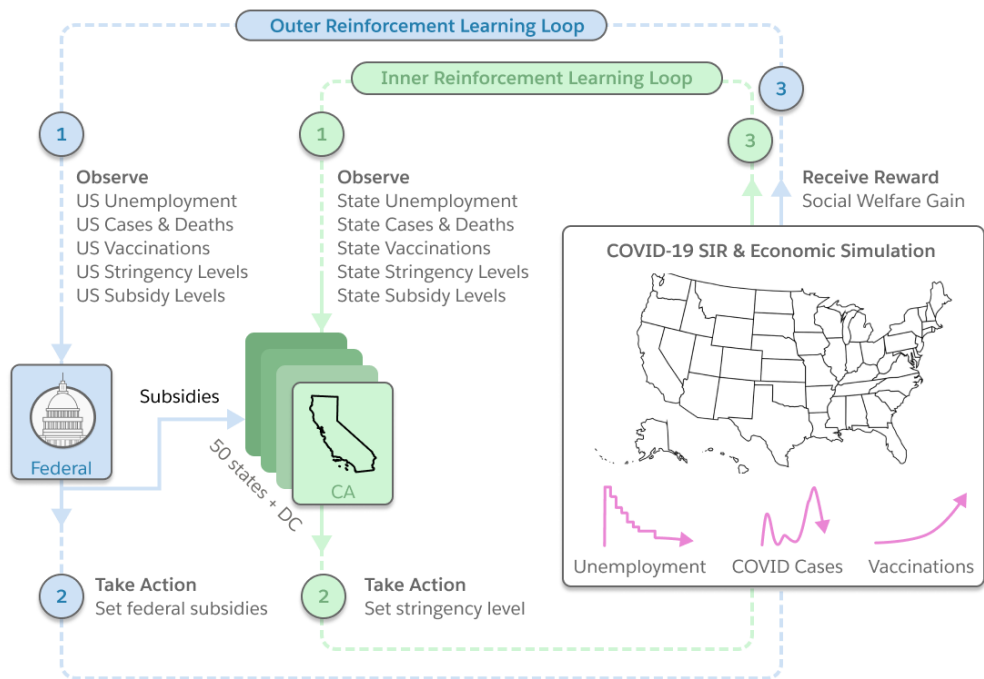 Outer Reinforcement Learning Loop
Inner Reinforcement Learning Loop
3
1
1
3
Observe
US Unemployment
US Cases & Deaths
US Vaccinations
US Stringency Levels
US Subsidy Levels
Observe
State Unemployment
State Cases & Deaths
State Vaccinations
State Stringency Levels
State Subsidy Levels
Receive Reward
Social Welfare Gain
COVID-19 SIR & Economic Simulation
Subsidies
Federal
50 states + DC
CA
Unemployment
COVID Cases
Vaccinations
2
Take Action
Set federal subsidies
2
Take Action
Set stringency level